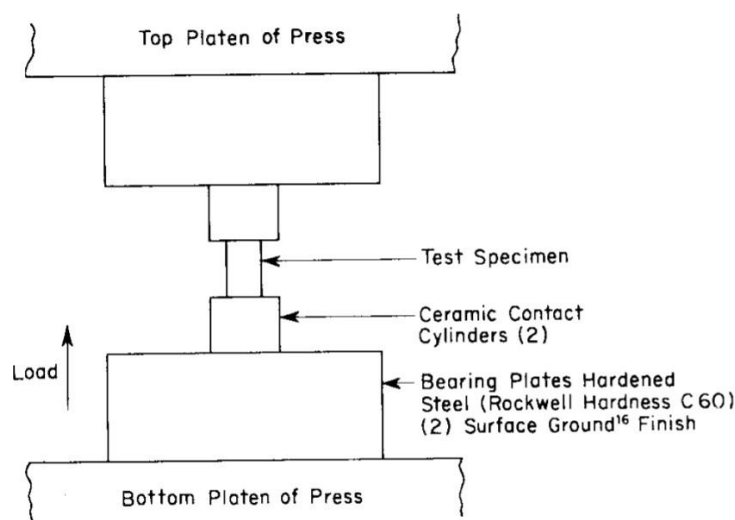 Top Platen of Press
Test Specimen
Ceramic Contact
Cylinders (2)
Load
Bearing Plates Hardened
Steel (Rockwell Hardness C 60)
(2) Surface Ground¹⁶ Finish
Bottom Platen of Press